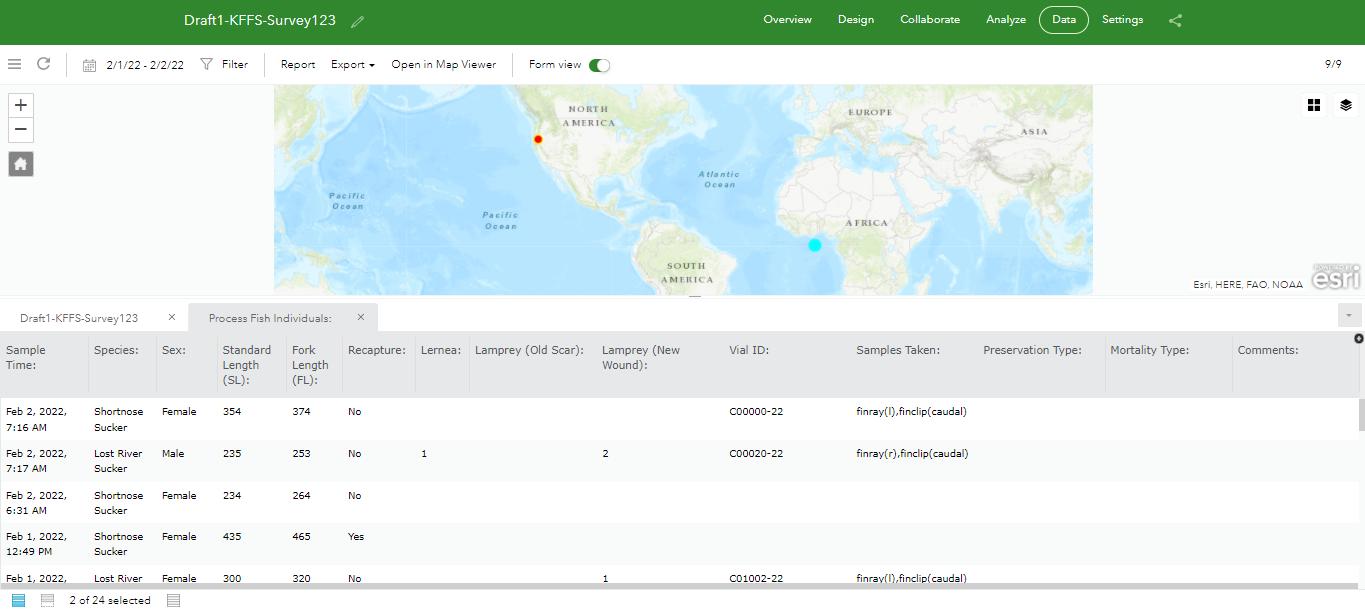 Draft1-KFFS-Survey123
Overview
Design
Collaborate
Analyze
Data
Settings
2/1/22 - 2/2/22
Filter
Report
Export
Open in Map Viewer
Form view
9/9
+
−
NORTH
AMERICA
EUROPE
ASIA
Atlantic
Ocean
Pacific
Ocean
Pacific
Ocean
AFRICA
SOUTH
AMERICA
Esri, HERE, FAO, NOAA
POWERED BY
esri
Draft1-KFFS-Survey123 ×
Process Fish Individuals: ×
Sample
Time:
Species:
Sex:
Standard
Length
(SL):
Fork
Length
(FL):
Recapture:
Lernea:
Lamprey (Old Scar):
Lamprey (New
Wound):
Vial ID:
Samples Taken:
Preservation Type:
Mortality Type:
Comments:
Feb 2, 2022,
7:16 AM
Shortnose
Sucker
Female
354
374
No
C00000-22
finray(l),finclip(caudal)
Feb 2, 2022,
7:17 AM
Lost River
Sucker
Male
235
253
No
1
2
C00020-22
finray(r),finclip(caudal)
Feb 2, 2022,
6:31 AM
Shortnose
Sucker
Female
234
264
No
Feb 1, 2022,
12:49 PM
Shortnose
Sucker
Female
435
465
Yes
Feb 1, 2022,
Lost River
Female
300
320
No
1
C01002-22
finray(l),finclip(caudal)
2 of 24 selected